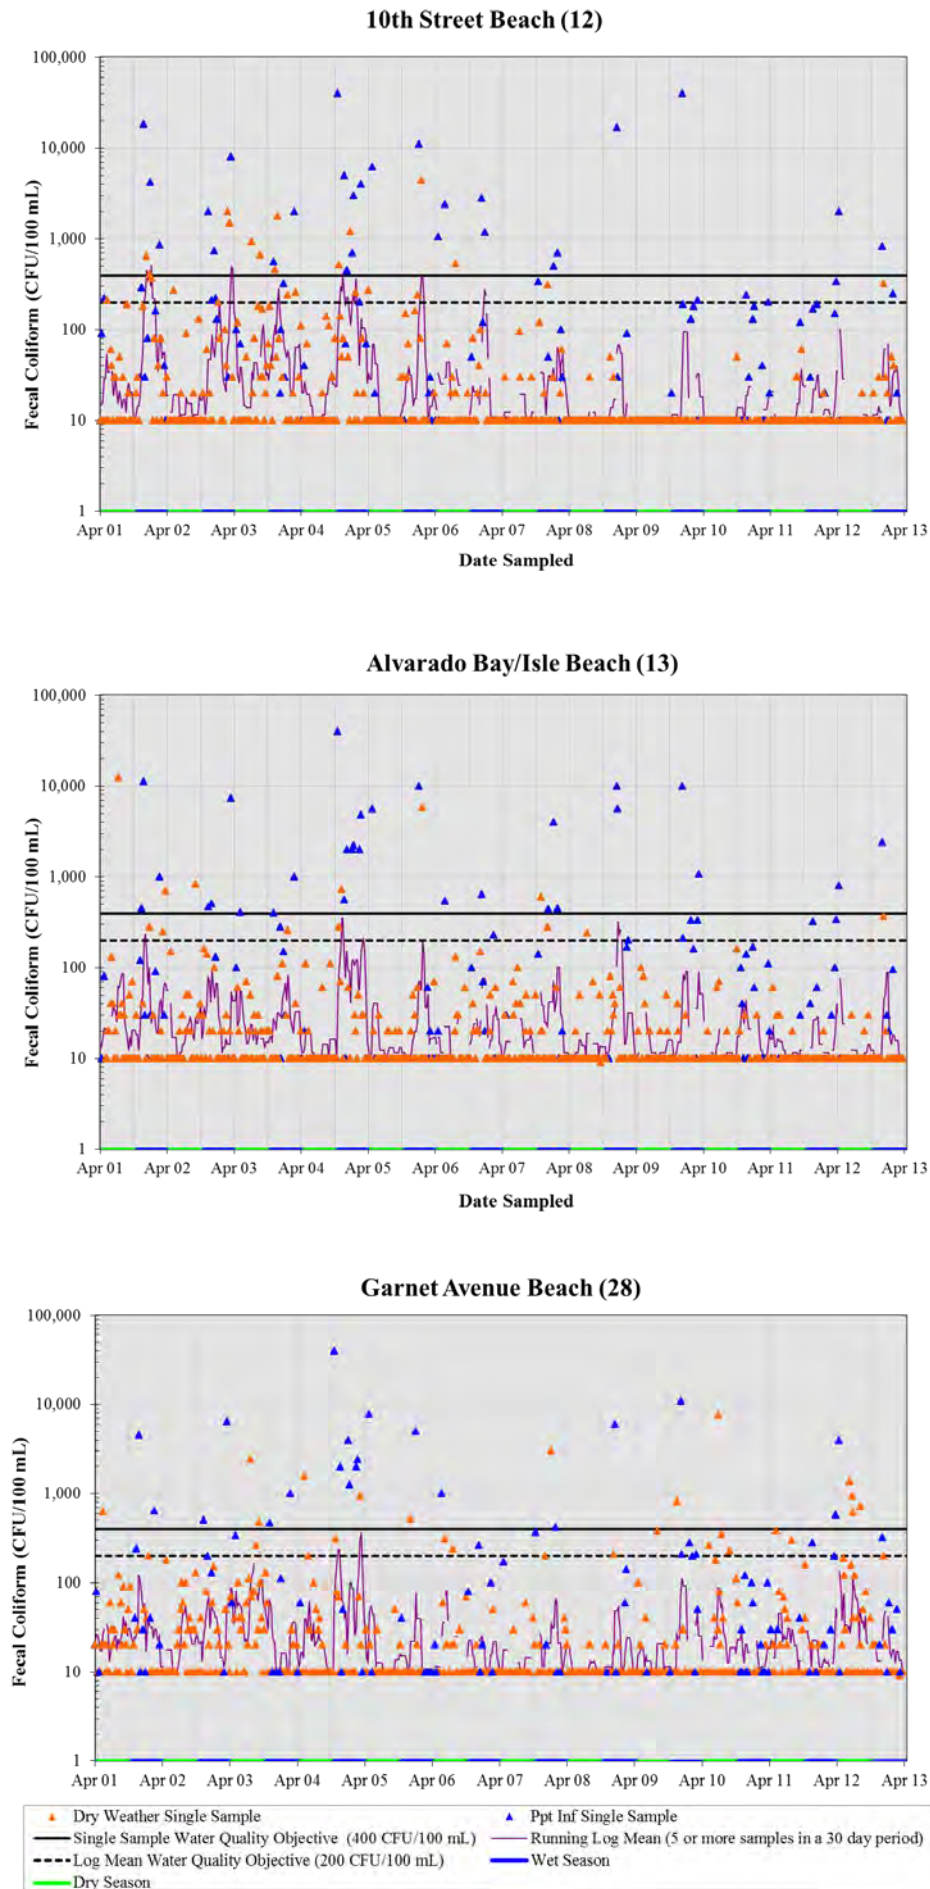 10th Street Beach (12)
100,000
10,000
1,000
100
10
1
Fecal Coliform (CFU/100 mL)
Apr 01 Apr 02 Apr 03 Apr 04 Apr 05 Apr 06 Apr 07 Apr 08 Apr 09 Apr 10 Apr 11 Apr 12 Apr 13
Date Sampled
Alvarado Bay/Isle Beach (13)
100,000
10,000
1,000
100
10
1
Fecal Coliform (CFU/100 mL)
Apr 01 Apr 02 Apr 03 Apr 04 Apr 05 Apr 06 Apr 07 Apr 08 Apr 09 Apr 10 Apr 11 Apr 12 Apr 13
Date Sampled
Garnet Avenue Beach (28)
100,000
10,000
1,000
100
10
1
Fecal Coliform (CFU/100 mL)
Apr 01 Apr 02 Apr 03 Apr 04 Apr 05 Apr 06 Apr 07 Apr 08 Apr 09 Apr 10 Apr 11 Apr 12 Apr 13
Dry Weather Single Sample Ppt Inf Single Sample
Single Sample Water Quality Objective (400 CFU/100 mL) Running Log Mean (5 or more samples in a 30 day period)
Log Mean Water Quality Objective (200 CFU/100 mL) Wet Season
Dry Season